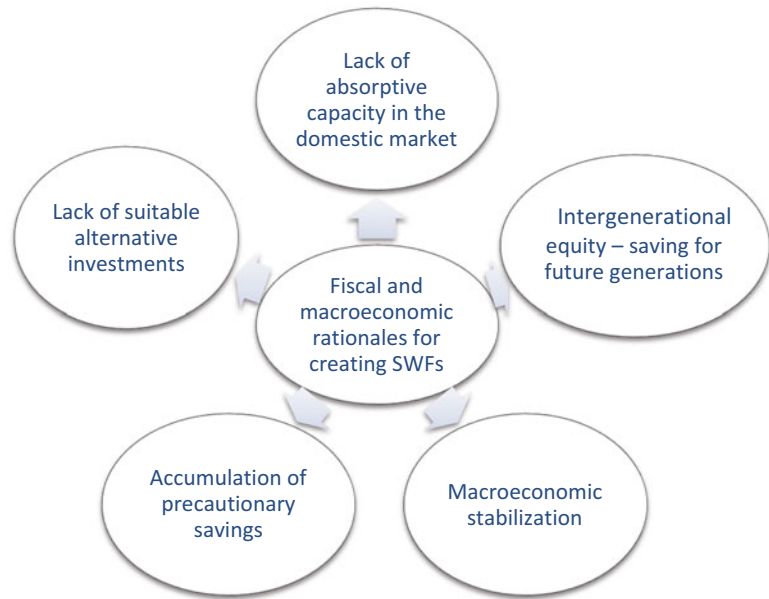 Lack of
absorptive
capacity in the
domestic market
Lack of suitable
alternative
investments
Intergenerational
equity – saving for
future generations
Fiscal and
macroeconomic
rationales for
creating SWFs
Accumulation of
precautionary
savings
Macroeconomic
stabilization